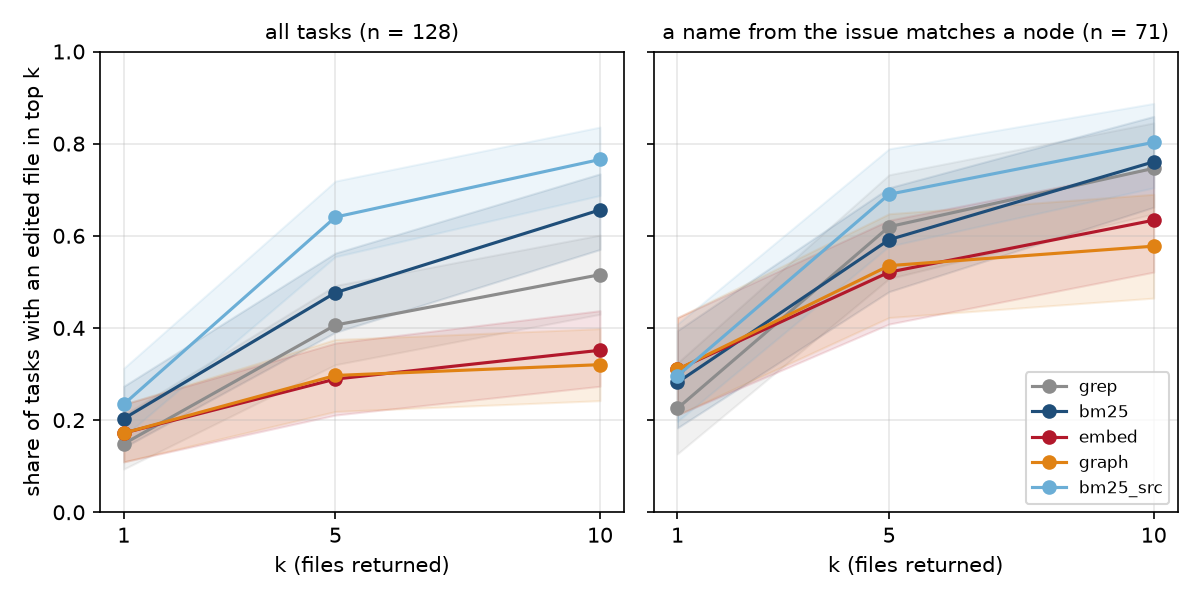 all tasks (n = 128)
a name from the issue matches a node (n = 71)
share of tasks with an edited file in top k
1.0
0.8
0.6
0.4
0.2
0.0
1
5
10
k (files returned)
1
5
10
k (files returned)
grep
bm25
embed
graph
bm25_src